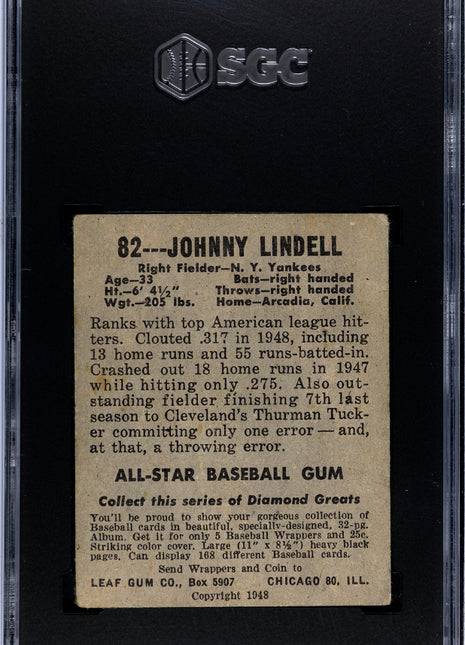 SGC
82---JOHNNY LINDELL
Right Fielder—N. Y. Yankees
Age—33 Bats—right handed
Ht.—6' 4½" Throws—right handed
Wgt.—205 lbs. Home—Arcadia, Calif.
Ranks with top American league hit-
ters. Clouted .317 in 1948, including
13 home runs and 55 runs-batted-in.
Crashed out 18 home runs in 1947
while hitting only .275. Also out-
standing fielder finishing 7th last
season to Cleveland's Thurman Tuck-
er committing only one error — and,
at that, a throwing error.
ALL-STAR BASEBALL GUM
Collect this series of Diamond Greats
You'll be proud to show your gorgeous collection of
Baseball cards in beautiful, specially-designed, 32-pg.
Album. Get it for only 5 Baseball Wrappers and 25c.
Striking color cover. Large (11" x 8½") heavy black
pages. Can display 168 different Baseball cards.
Send Wrappers and Coin to
LEAF GUM CO., Box 5907 CHICAGO 80, ILL.
Copyright 1948